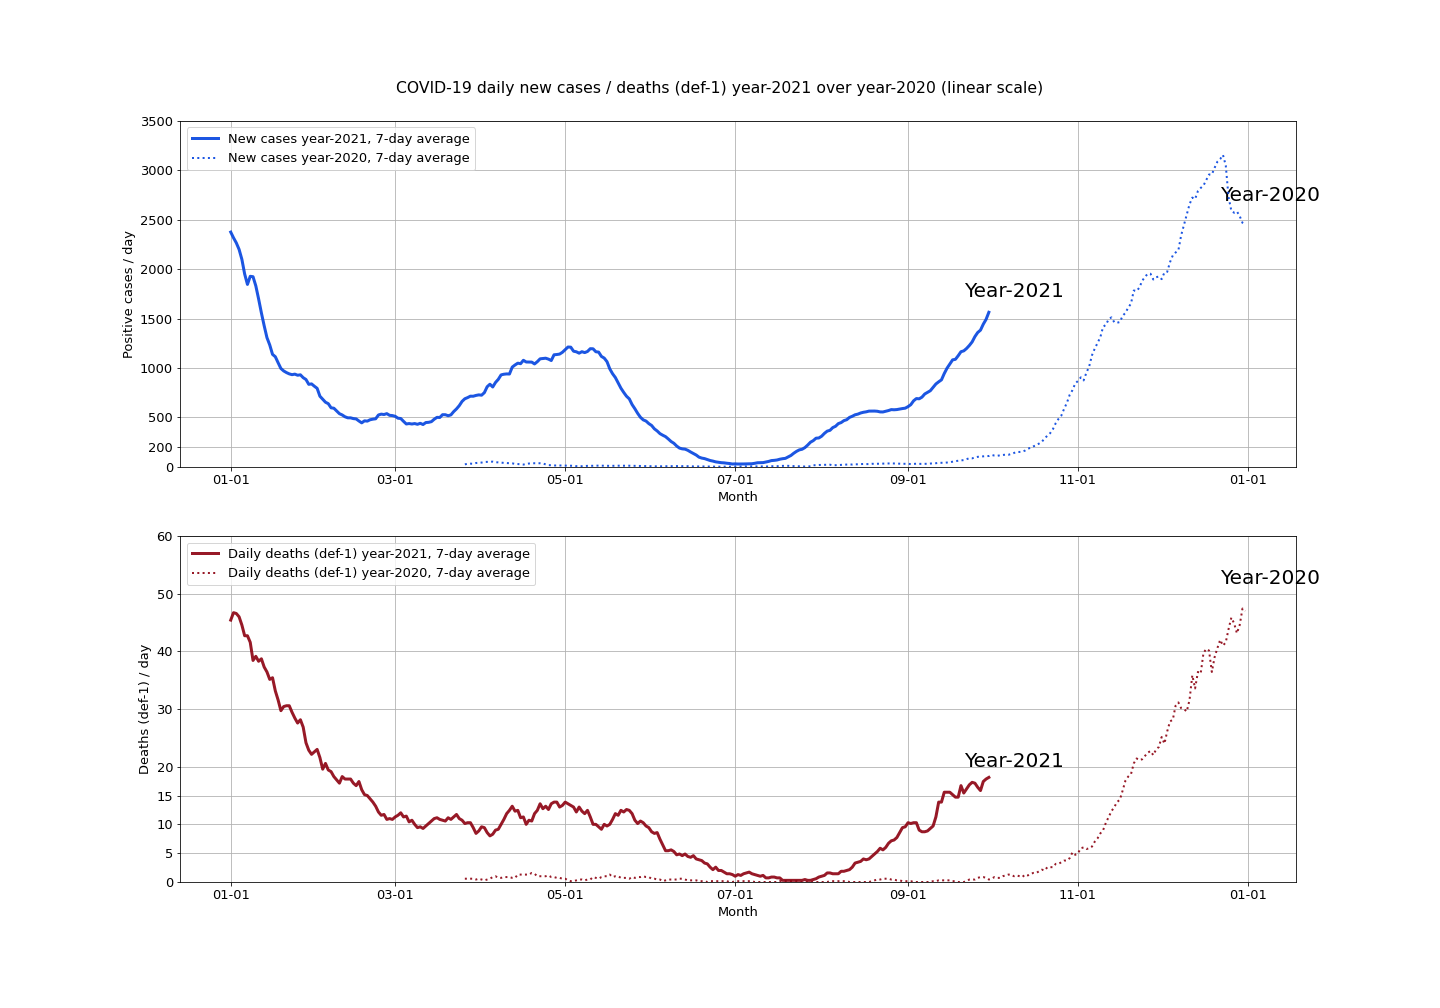 COVID-19 daily new cases / deaths (def-1) year-2021 over year-2020 (linear scale)
3500
3000
2500
2000
1500
1000
500
200
0
Positive cases / day
New cases year-2021, 7-day average
New cases year-2020, 7-day average
Year-2020
Year-2021
01-01 03-01 05-01 07-01 09-01 11-01 01-01
Month
60
50
40
30
20
15
10
5
0
Deaths (def-1) / day
Daily deaths (def-1) year-2021, 7-day average
Daily deaths (def-1) year-2020, 7-day average
Year-2020
Year-2021
01-01 03-01 05-01 07-01 09-01 11-01 01-01
Month